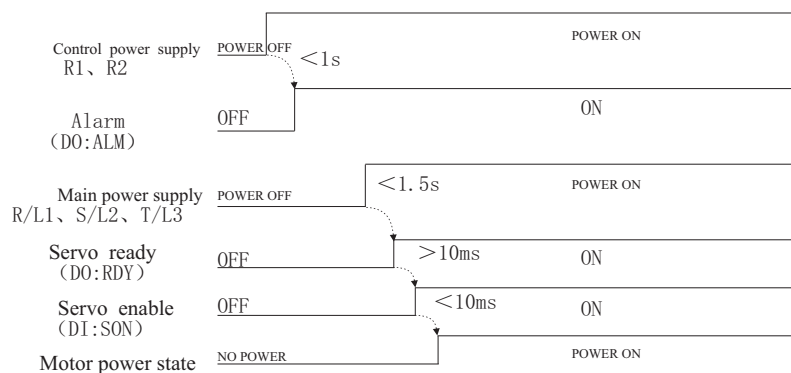 Control power supply POWER OFF <1s POWER ON
R1、R2
Alarm OFF ON
(DO:ALM)
Main power supply POWER OFF <1.5s POWER ON
R/L1、S/L2、T/L3
Servo ready OFF >10ms ON
(DO:RDY)
Servo enable OFF <10ms ON
(DI:SON)
Motor power state NO POWER POWER ON